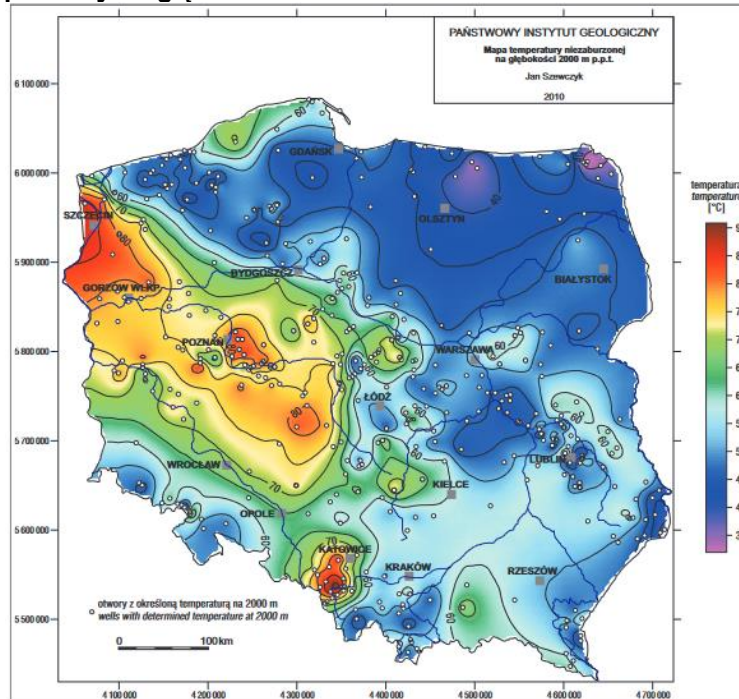 PAŃSTWOWY INSTYTUT GEOLOGICZNY
Mapa temperatury niezaburzonej
na głębokości 2000 m p.p.t.
Jan Szewczyk
2010
6 100 000
6 000 000
5 900 000
5 800 000
5 700 000
5 600 000
5 500 000
GDAŃSK
SZCZECIN
OLSZTYN
BYDGOSZCZ
BIAŁYSTOK
GORZÓW WLKP.
POZNAŃ
WARSZAWA
ŁÓDŹ
WROCŁAW
LUBLIN
KIELCE
OPOLE
KATOWICE
KRAKÓW
RZESZÓW
60
70
80
temperatura
temperature
[°C]
otwory z określoną temperaturą na 2000 m
wells with determined temperature at 2000 m
0 100 km
4 100 000 4 200 000 4 300 000 4 400 000 4 500 000 4 600 000 4 700 000